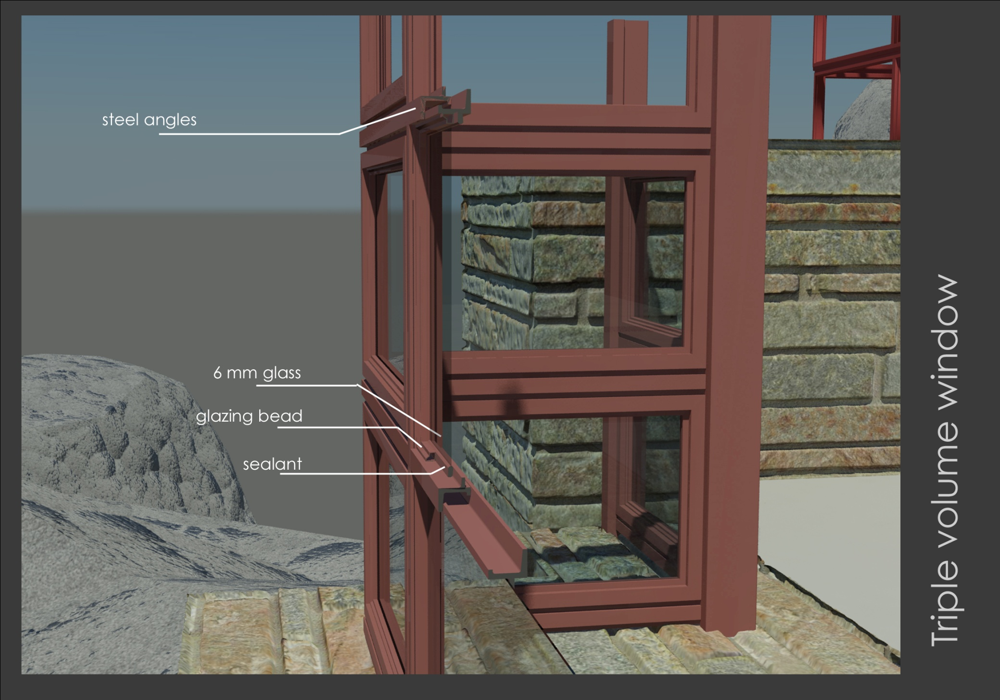 steel angles
6 mm glass
glazing bead
sealant
Triple volume window